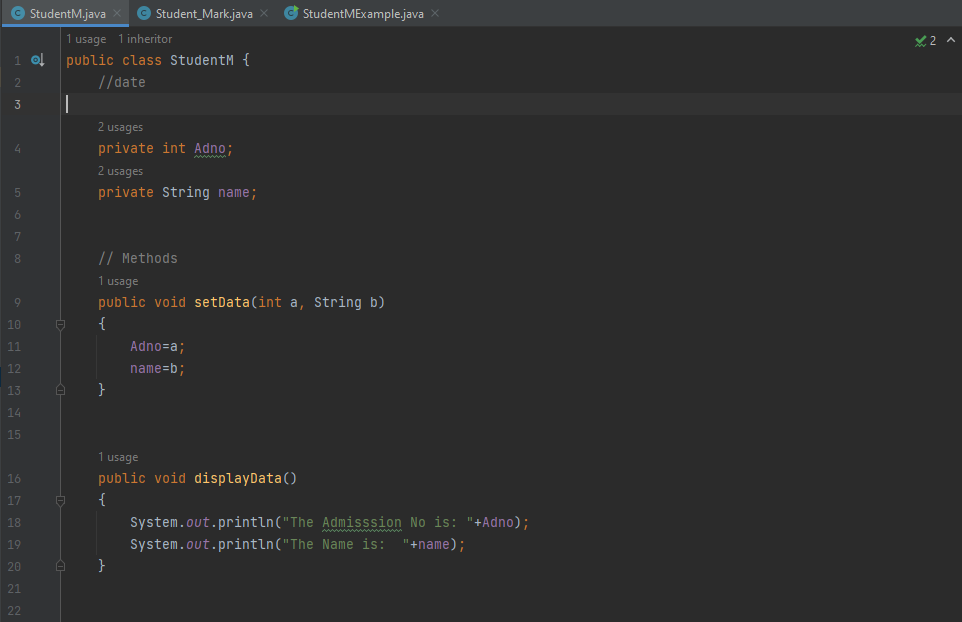 StudentM.java Student_Mark.java StudentMExample.java
1 usage 1 inheritor
2
1 public class StudentM {
2 //date
3
2 usages
4 private int Adno;
2 usages
5 private String name;
6
7
8 // Methods
1 usage
9 public void setData(int a, String b)
10 {
11 Adno=a;
12 name=b;
13 }
14
15
1 usage
16 public void displayData()
17 {
18 System.out.println("The Admisssion No is: "+Adno);
19 System.out.println("The Name is:  "+name);
20 }
21
22